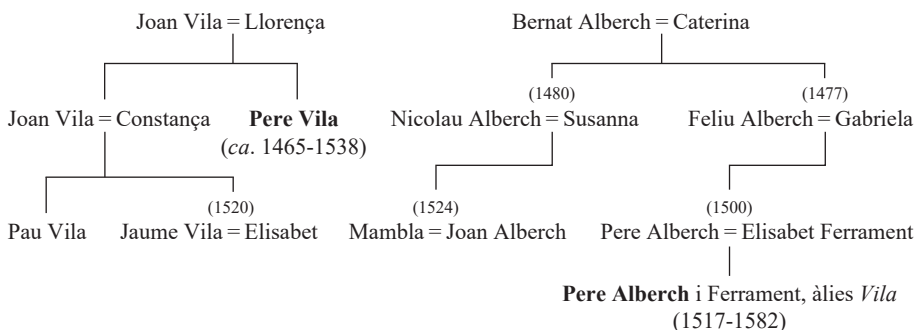 Joan Vila = Llorença Bernat Alberch = Caterina
(1480) (1477)
Joan Vila = Constança Pere Vila Nicolau Alberch = Susanna Feliu Alberch = Gabriela
(ca. 1465-1538)
(1520) (1524) (1500)
Pau Vila Jaume Vila = Elisabet Mambla = Joan Alberch Pere Alberch = Elisabet Ferrament
Pere Alberch i Ferrament, àlies Vila
(1517-1582)